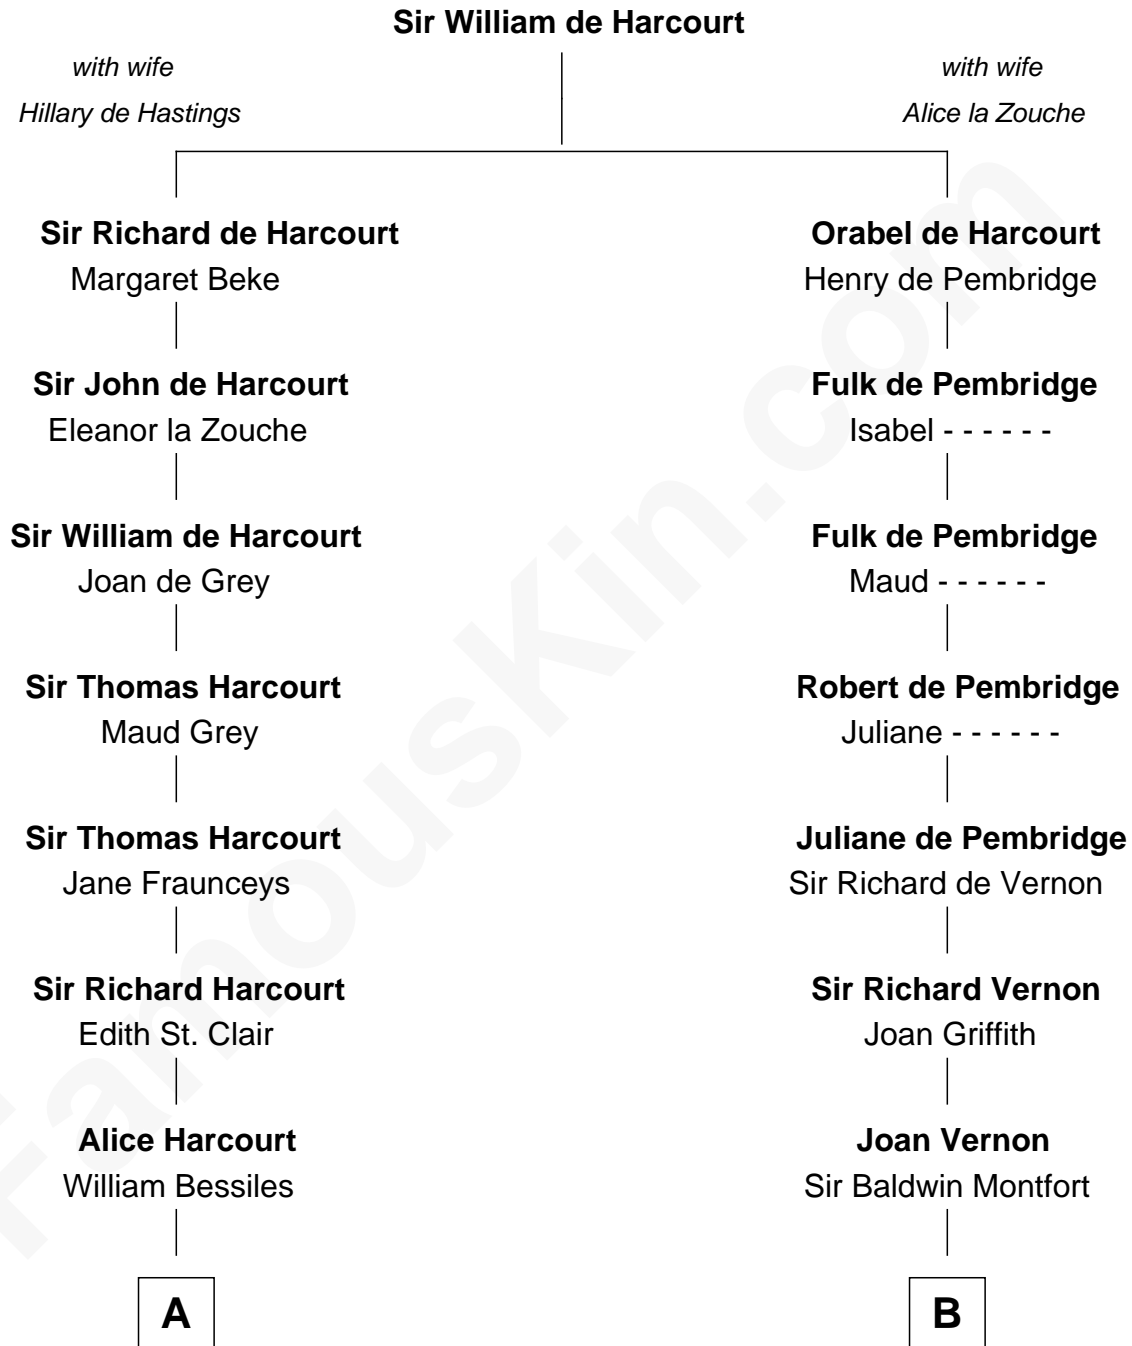 Sir William de Harcourt
with wife
Hillary de Hastings
with wife
Alice la Zouche
Sir Richard de Harcourt
Margaret Beke
Orabel de Harcourt
Henry de Pembridge
Sir John de Harcourt
Eleanor la Zouche
Fulk de Pembridge
Isabel - - - - - -
Sir William de Harcourt
Joan de Grey
Fulk de Pembridge
Maud - - - - - -
Sir Thomas Harcourt
Maud Grey
Robert de Pembridge
Juliane - - - - - -
Sir Thomas Harcourt
Jane Fraunceys
Juliane de Pembridge
Sir Richard de Vernon
Sir Richard Harcourt
Edith St. Clair
Sir Richard Vernon
Joan Griffith
Alice Harcourt
William Bessiles
Joan Vernon
Sir Baldwin Montfort
A
B
FamousKin.com